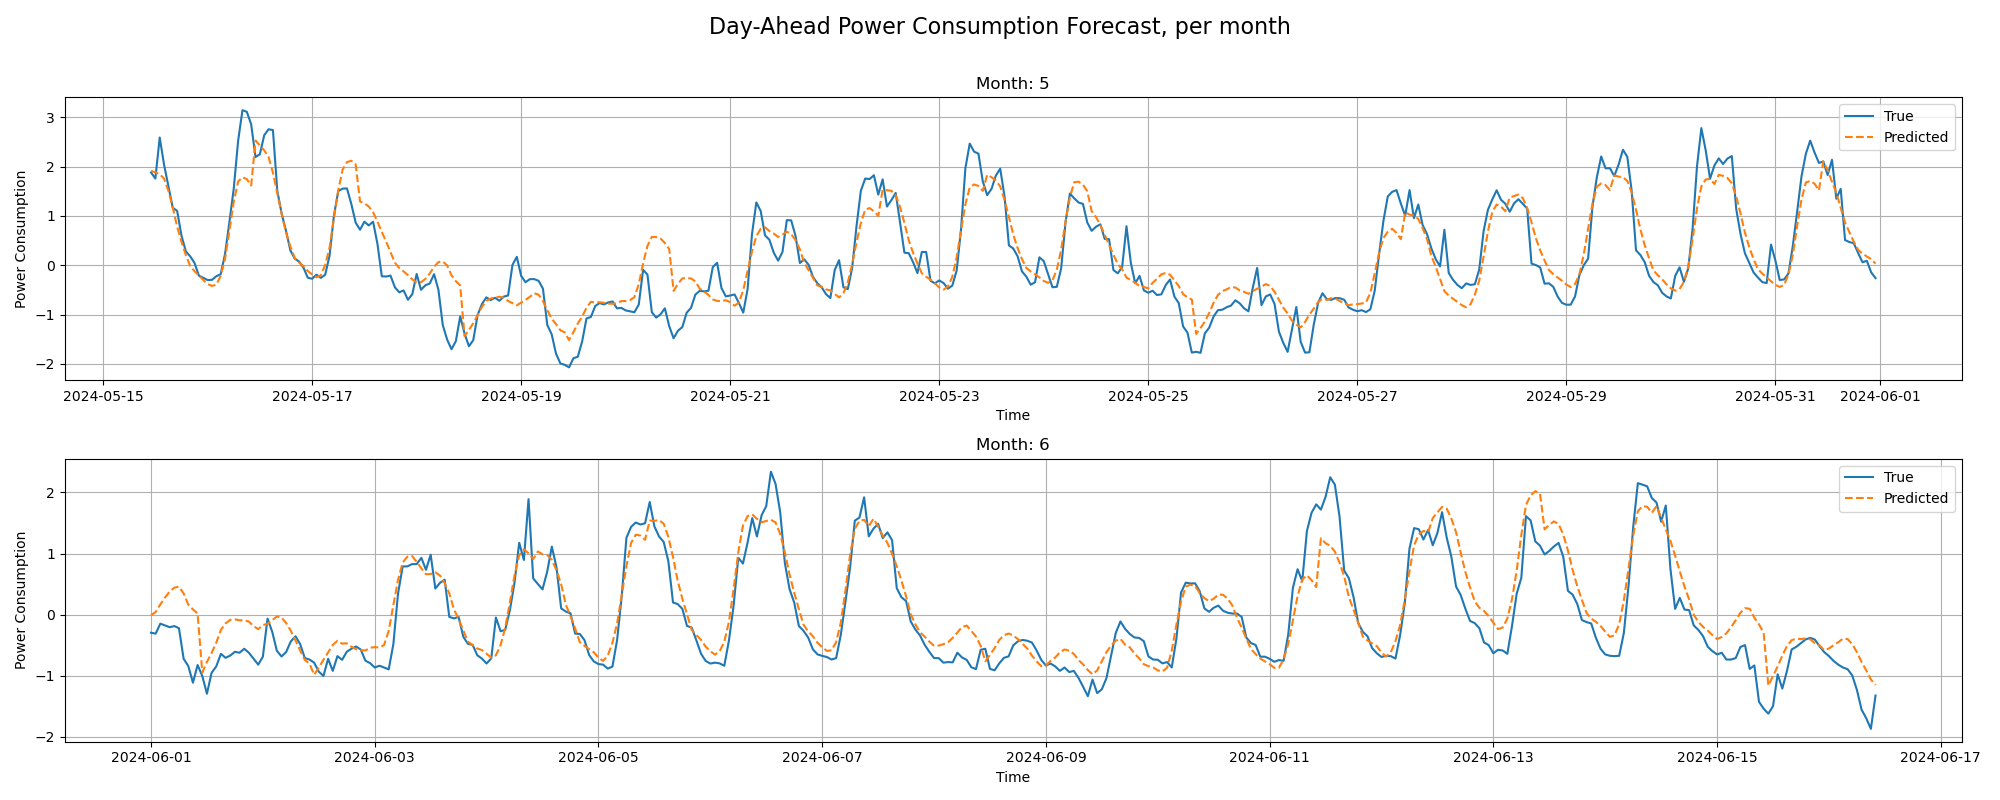 Day-Ahead Power Consumption Forecast, per month
Month: 5
Power Consumption
3
2
1
0
−1
−2
True
Predicted
2024-05-15 2024-05-17 2024-05-19 2024-05-21 2024-05-23 2024-05-25 2024-05-27 2024-05-29 2024-05-31 2024-06-01
Time
Month: 6
Power Consumption
2
1
0
−1
−2
True
Predicted
2024-06-01 2024-06-03 2024-06-05 2024-06-07 2024-06-09 2024-06-11 2024-06-13 2024-06-15 2024-06-17
Time